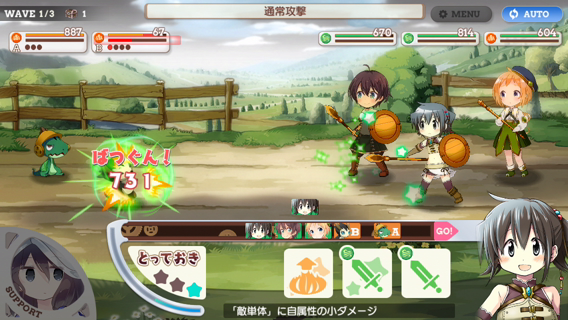 WAVE 1/3 1
通常攻撃
MENU
AUTO
887
A
67
B
670
814
604
ばつぐん!
731
B
A
GO!
とっておき
SUPPORT
「敵単体」に自属性の小ダメージ